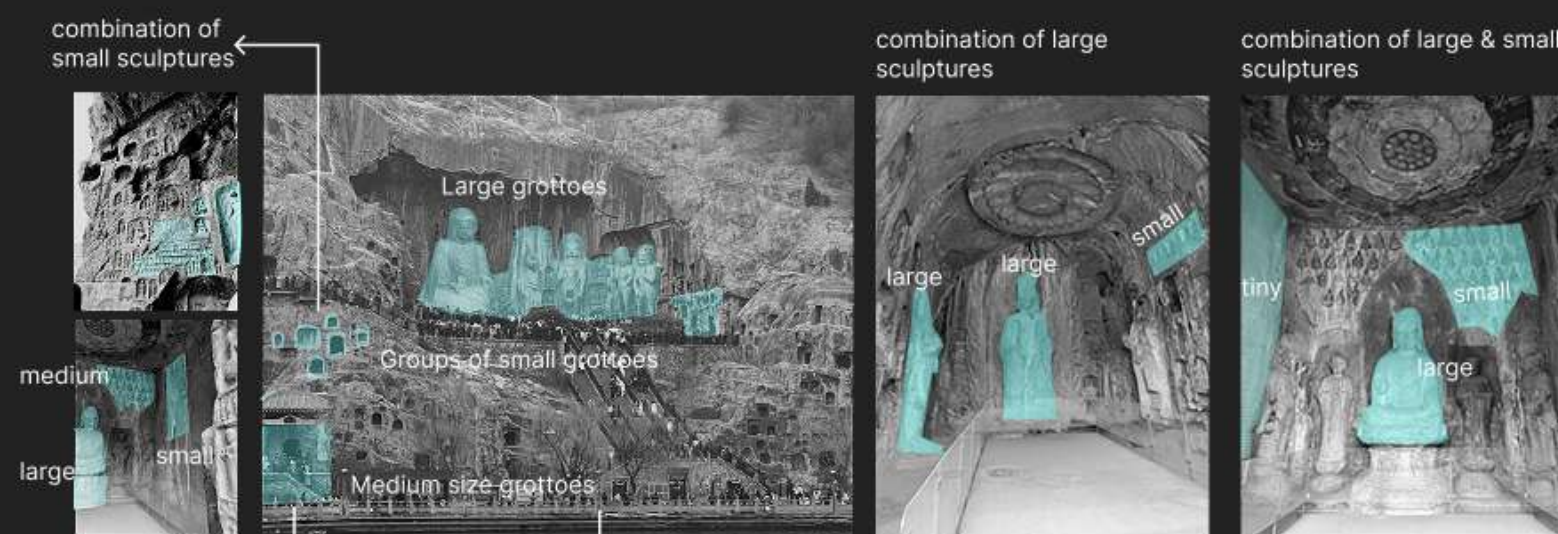 combination of
small sculptures
combination of large
sculptures
combination of large & small
sculptures
Large grottoes
small
large
large
tiny
small
Groups of small grottoes
medium
large
large
small
Medium size grottoes